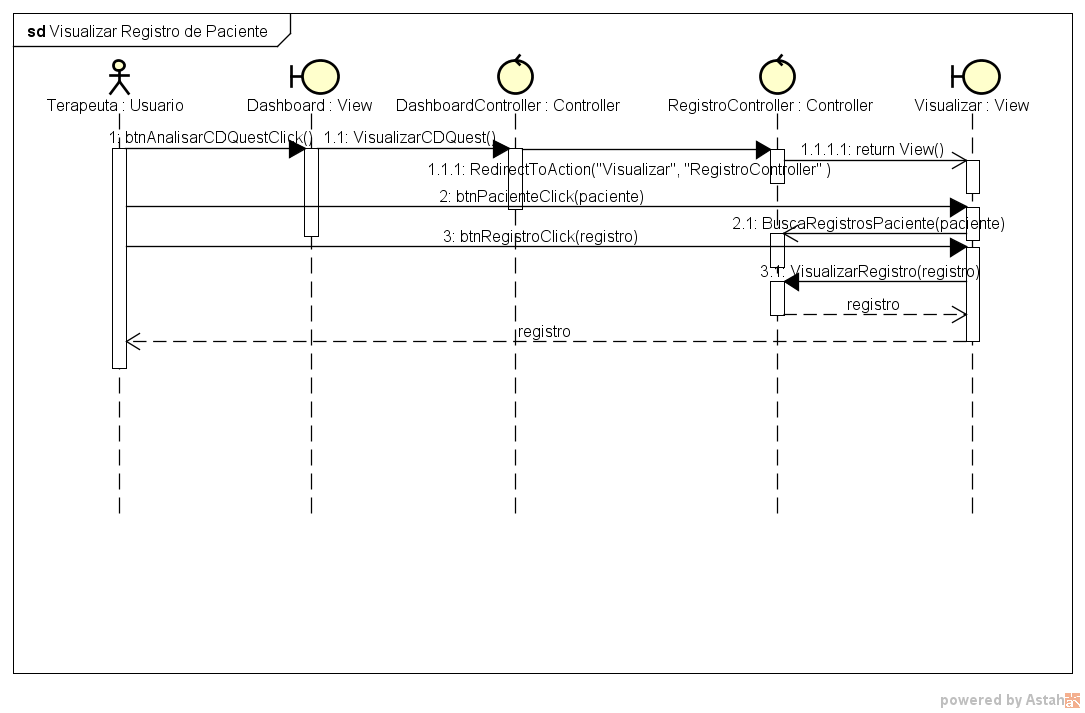 sd Visualizar Registro de Paciente
Terapeuta : Usuario
Dashboard : View
DashboardController : Controller
RegistroController : Controller
Visualizar : View
1: btnAnalisarCDQuestClick()
1.1: VisualizarCDQuest()
1.1.1.1: return View()
1.1.1: RedirectToAction("Visualizar", "RegistroController" )
2: btnPacienteClick(paciente)
2.1: BuscaRegistrosPaciente(paciente)
3: btnRegistroClick(registro)
3.1: VisualizarRegistro(registro)
registro
registro
powered by Astah